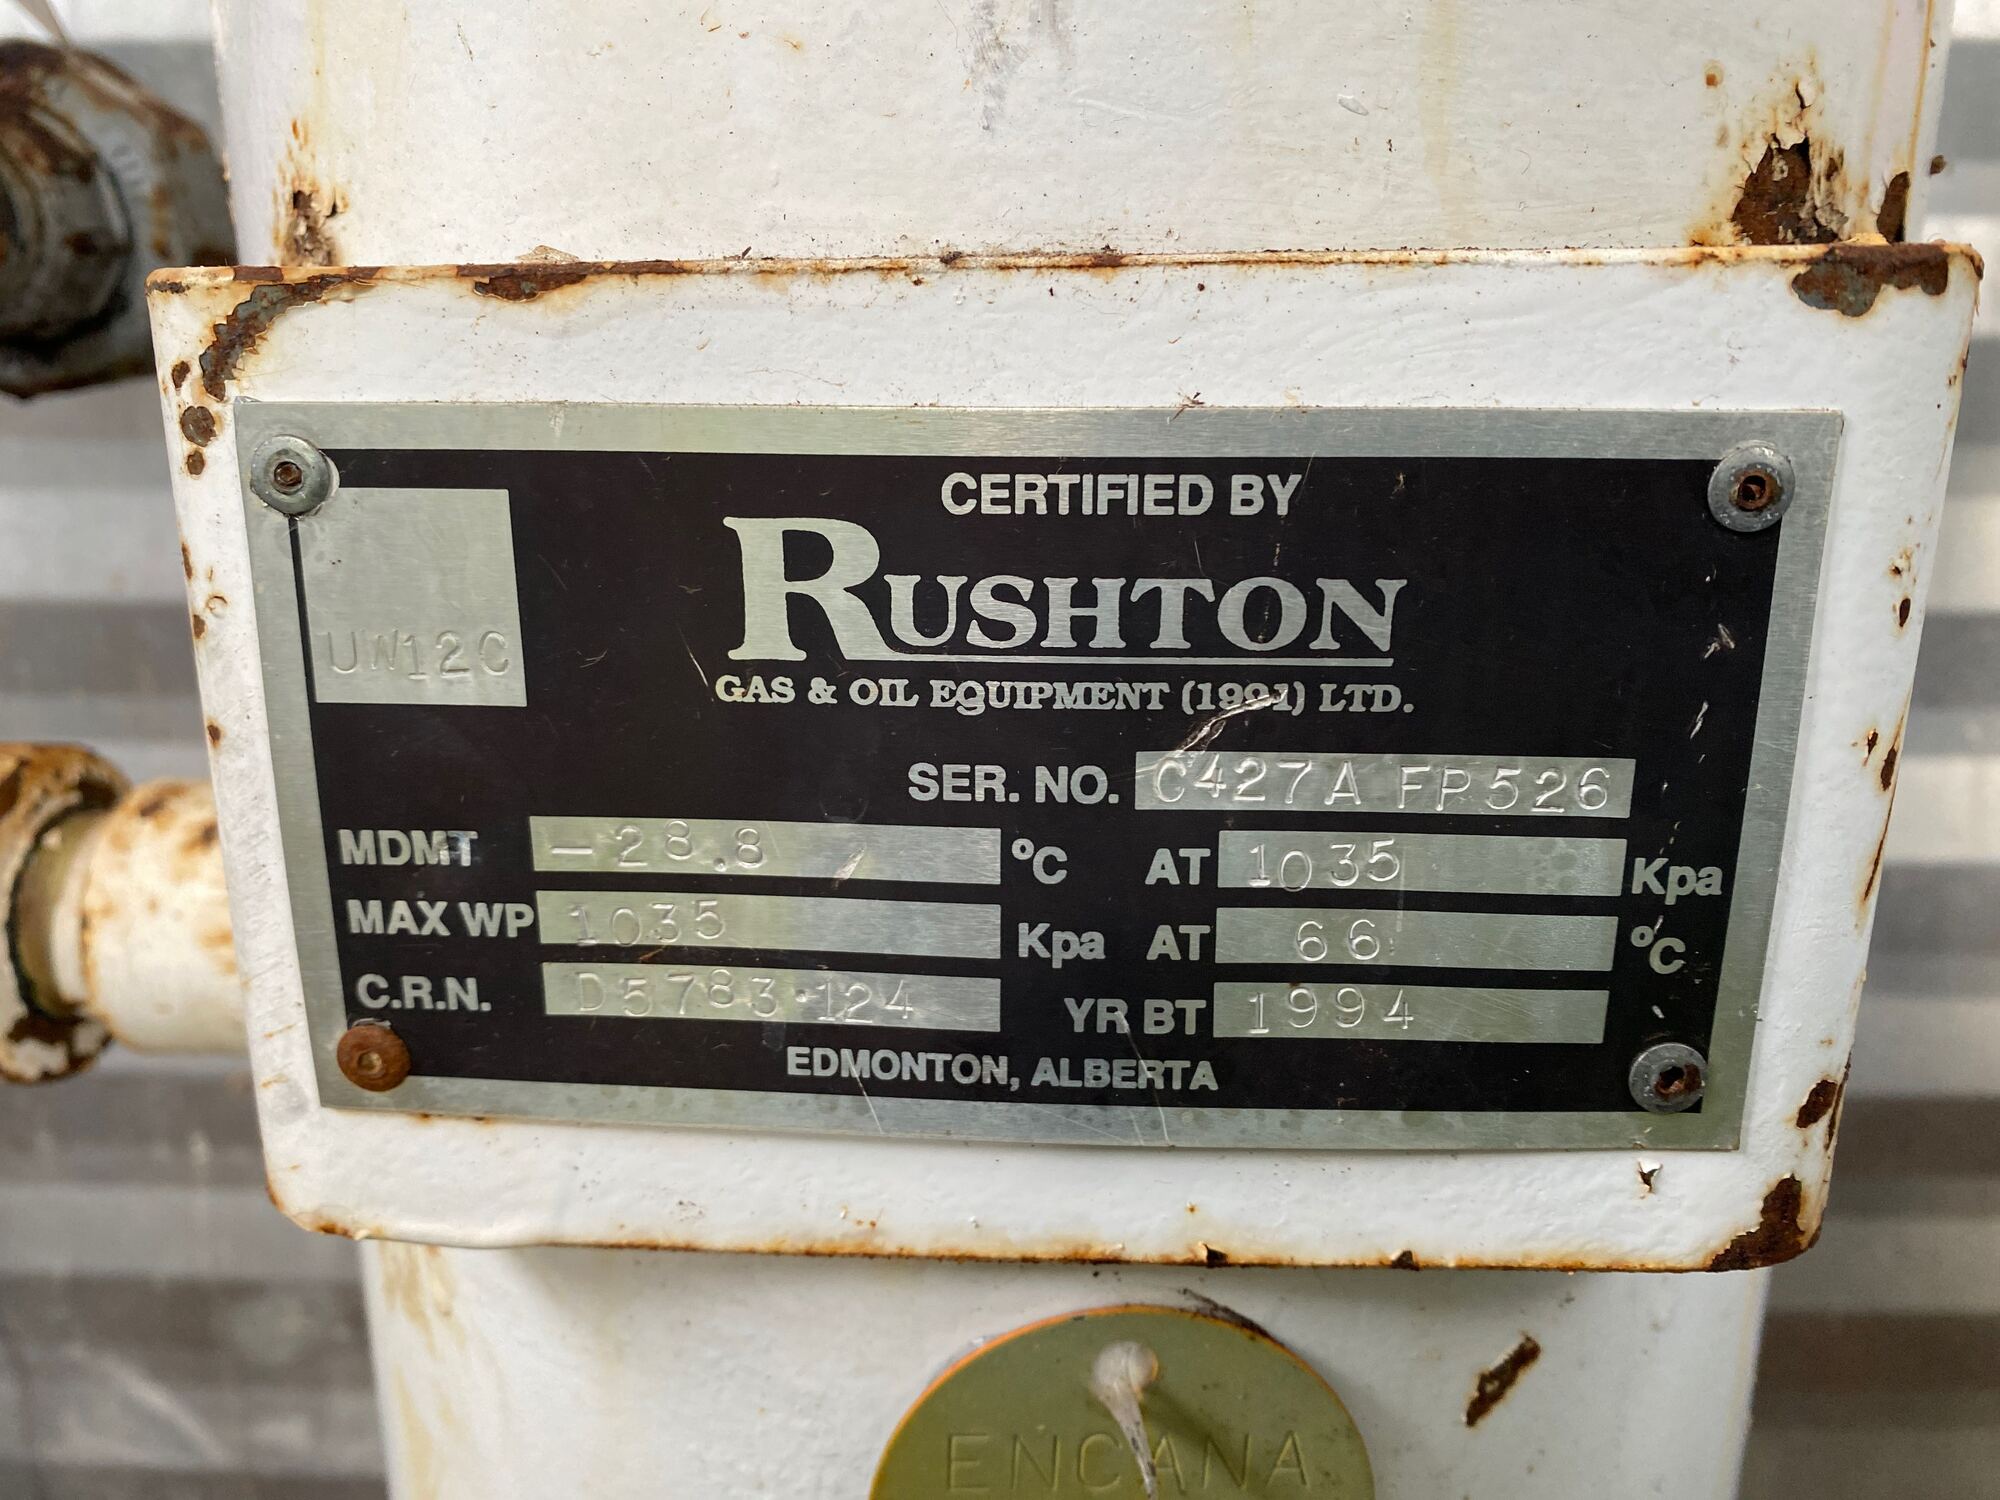 CERTIFIED BY
RUSHTON
GAS & OIL EQUIPMENT (1991) LTD.
UW12C
SER. NO. C427A FP526
MDMT -28.8 °C AT 1035 Kpa
MAX WP 1035 Kpa AT 66 °C
C.R.N. D5783.124 YR BT 1994
EDMONTON, ALBERTA
ENCANA